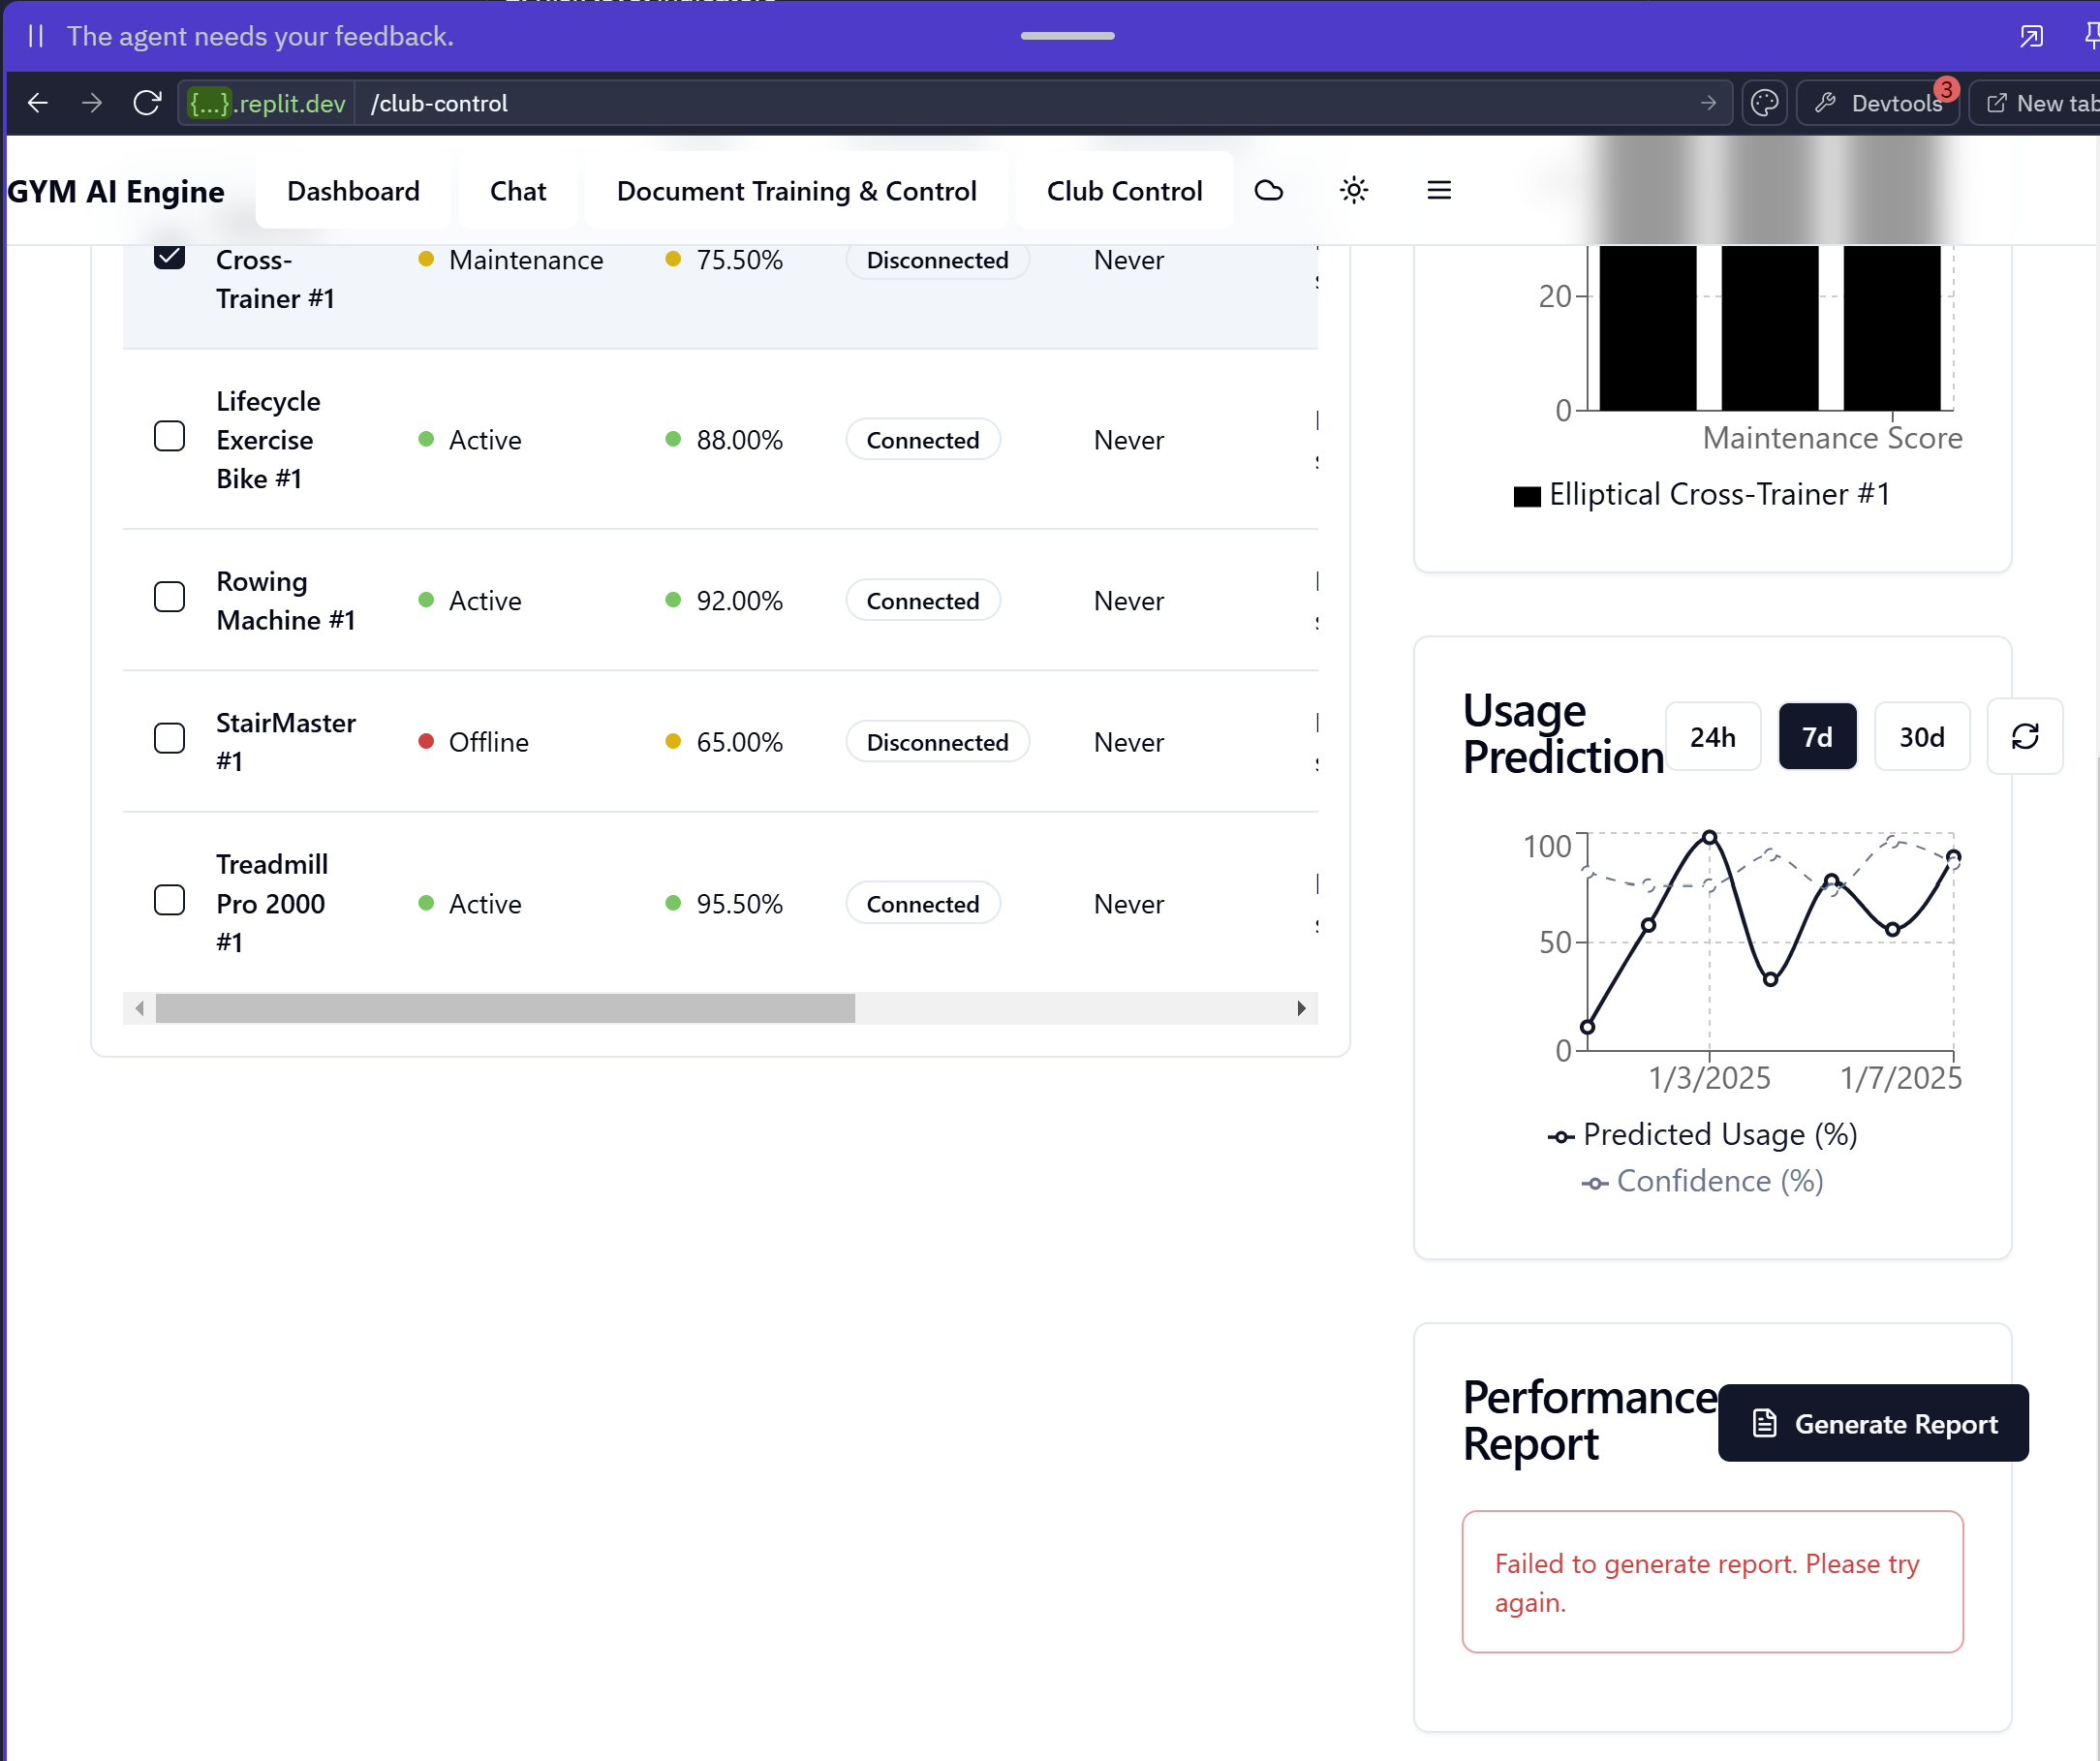 The agent needs your feedback.
{...}.replit.dev /club-control
Devtools 3
New tab
GYM AI Engine
Dashboard
Chat
Document Training & Control
Club Control
Cross-
Trainer #1
Maintenance
75.50%
Disconnected
Never
Lifecycle
Exercise
Bike #1
Active
88.00%
Connected
Never
Rowing
Machine #1
Active
92.00%
Connected
Never
StairMaster
#1
Offline
65.00%
Disconnected
Never
Treadmill
Pro 2000
#1
Active
95.50%
Connected
Never
20
0
Maintenance Score
Elliptical Cross-Trainer #1
Usage
Prediction
24h
7d
30d
100
50
0
1/3/2025
1/7/2025
Predicted Usage (%)
Confidence (%)
Performance
Report
Generate Report
Failed to generate report. Please try
again.